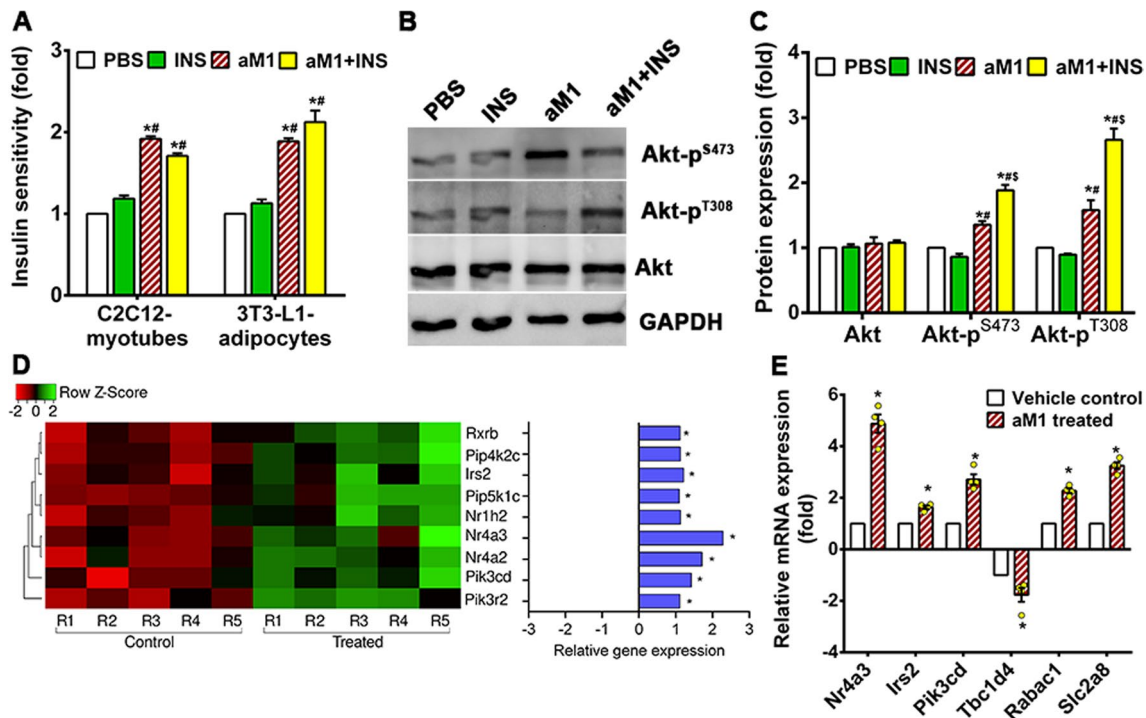 A
Insulin sensitivity (fold)
3
2
1
0
PBS INS aM1 aM1+INS
*# *# *# *#
C2C12-
myotubes
3T3-L1-
adipocytes
B
PBS INS aM1 aM1+INS
Akt-pS473
Akt-pT308
Akt
GAPDH
C
Protein expression (fold)
4
3
2
1
0
PBS INS aM1 aM1+INS
*# *#$ *# *#$
Akt Akt-pS473 Akt-pT308
D
Row Z-Score
-2 0 2
Rxrb
Pip4k2c
Irs2
Pip5k1c
Nr1h2
Nr4a3
Nr4a2
Pik3cd
Pik3r2
R1 R2 R3 R4 R5 R1 R2 R3 R4 R5
Control Treated
* * * * * * * * *
-3 -2 -1 0 1 2 3
Relative gene expression
E
Relative mRNA expression
(fold)
6
4
2
0
-2
-4
Vehicle control
aM1 treated
* * * * * *
Nr4a3 Irs2 Pik3cd Tbc1d4 Rabac1 Slc2a8